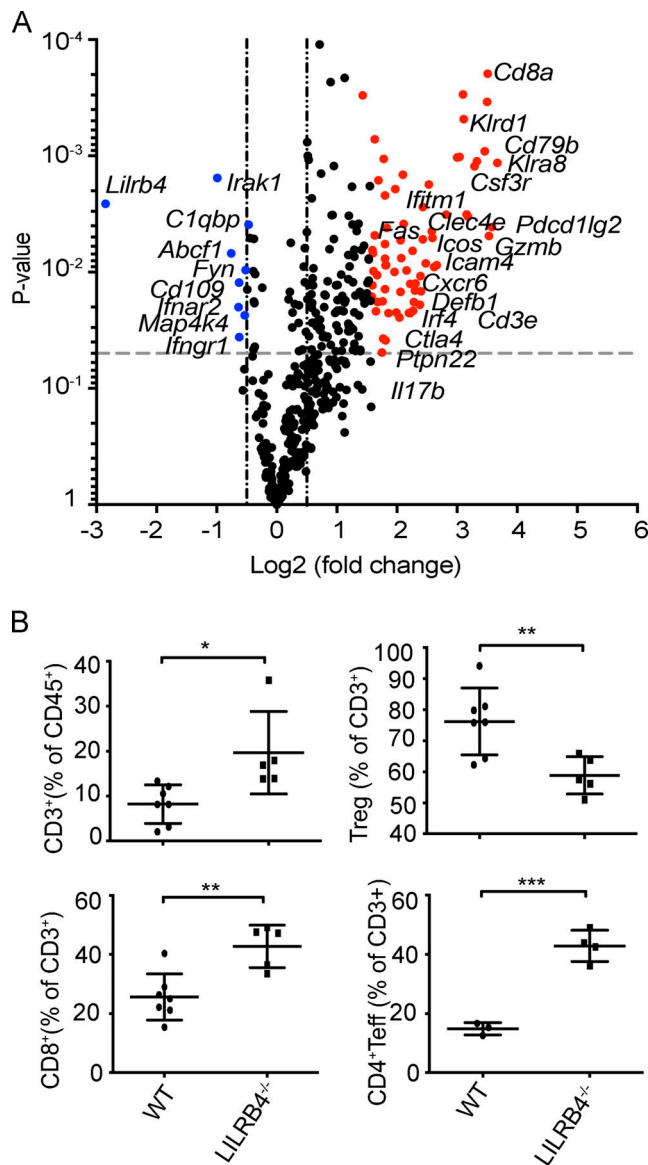 A
10⁻⁴
Cd8a
Klrd1
Cd79b
10⁻³
Klra8
Lilrb4
Irak1
Csf3r
Ifitm1
C1qbp
Fas
Clec4e
Pdcd1lg2
P-value
Abcf1
Icos
Gzmb
10⁻²
Fyn
Icam4
Cd109
Cxcr6
Ifnar2
Defb1
Map4k4
Irf4
Cd3e
Ifngr1
Ctla4
Ptpn22
10⁻¹
Il17b
1
-3 -2 -1 0 1 2 3 4 5 6
Log2 (fold change)
B
CD3⁺(% of CD45⁺)
40
30
20
10
0
*
Treg (% of CD3⁺)
100
90
80
70
60
50
40
**
CD8⁺(% of CD3⁺)
60
40
20
0
**
WT
LILRB4⁻/⁻
CD4⁺Teff (% of CD3+)
60
40
20
0
***
WT
LILRB4⁻/⁻